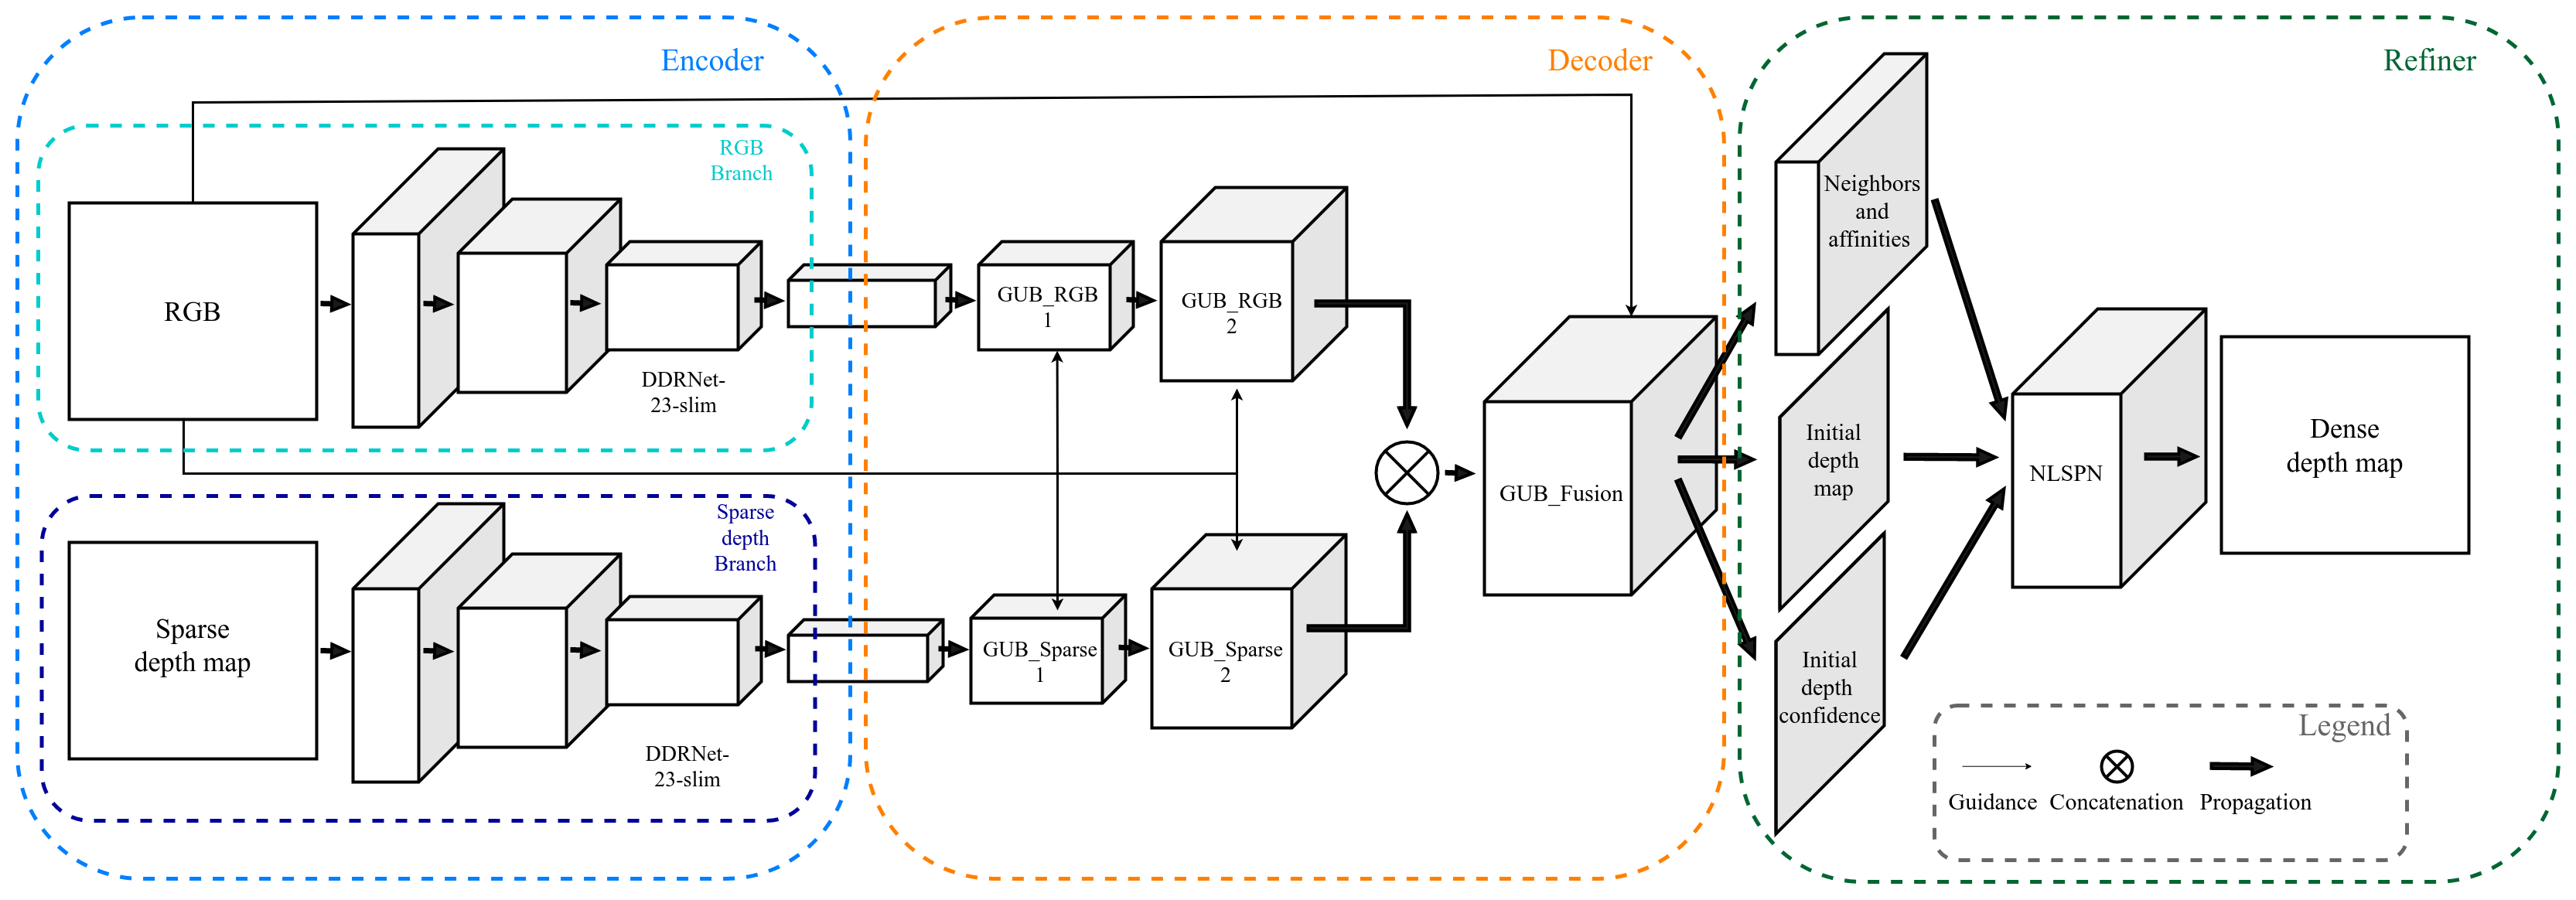 Encoder
Decoder
Refiner
RGB
Branch
RGB
DDRNet-
23-slim
Sparse
depth
Branch
Sparse
depth map
DDRNet-
23-slim
GUB_RGB
1
GUB_RGB
2
GUB_Sparse
1
GUB_Sparse
2
GUB_Fusion
Neighbors
and
affinities
Initial
depth
map
Initial
depth
confidence
NLSPN
Dense
depth map
Legend
Guidance
Concatenation
Propagation